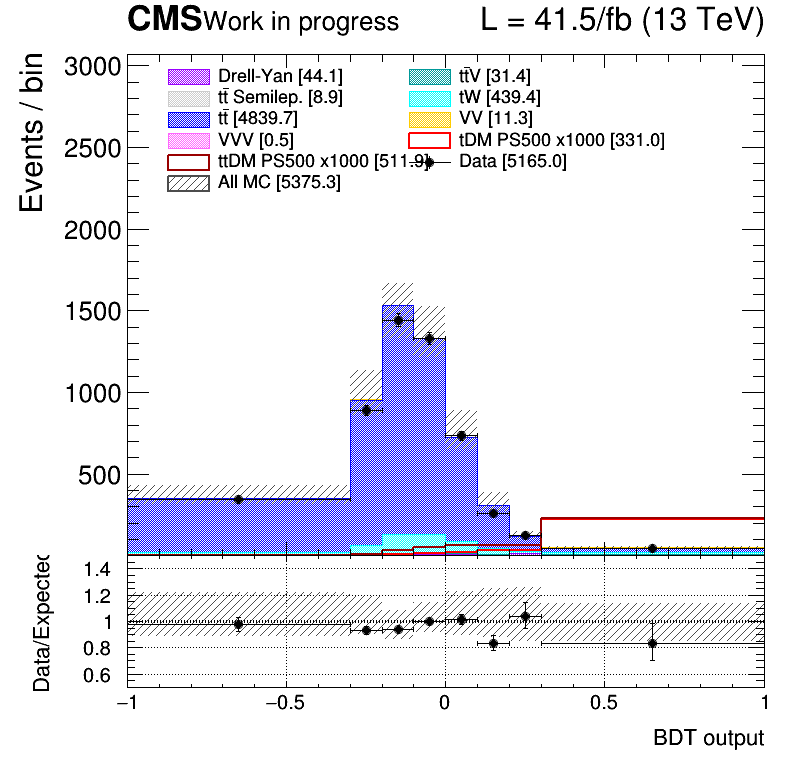 CMS Work in progress L = 41.5/fb (13 TeV)
Events / bin
3000
2500
2000
1500
1000
500
Drell-Yan [44.1] tt̄V [31.4]
tt̄ Semilep. [8.9] tW [439.4]
tt̄ [4839.7] VV [11.3]
VVV [0.5] tDM PS500 x1000 [331.0]
ttDM PS500 x1000 [511.9] Data [5165.0]
All MC [5375.3]
Data/Expected
1.4
1.2
1
0.8
0.6
−1 −0.5 0 0.5 1
BDT output